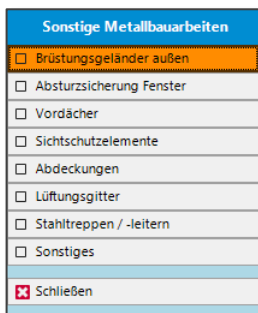 Sonstige Metallbauarbeiten
Brüstungsgeländer außen
Absturzsicherung Fenster
Vordächer
Sichtschutzelemente
Abdeckungen
Lüftungsgitter
Stahltreppen / -leitern
Sonstiges
Schließen